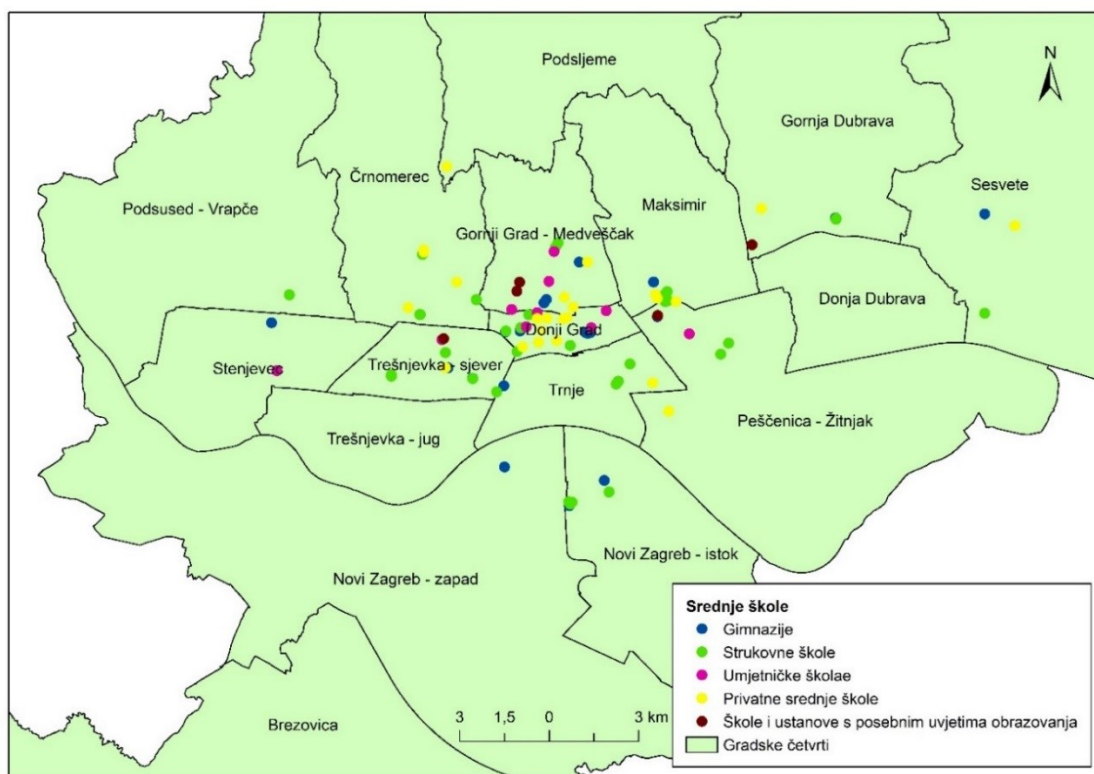 Podsljeme
N
Gornja Dubrava
Črnomerec
Sesvete
Maksimir
Podsused - Vrapče
Gornji Grad - Medveščak
Donja Dubrava
Donji Grad
Stenjevec
Trešnjevka - sjever
Trnje
Peščenica - Žitnjak
Trešnjevka - jug
Novi Zagreb - istok
Novi Zagreb - zapad
Brezovica
3 1,5 0 3 km
Srednje škole
Gimnazije
Strukovne škole
Umjetničke školae
Privatne srednje škole
Škole i ustanove s posebnim uvjetima obrazovanja
Gradske četvrti